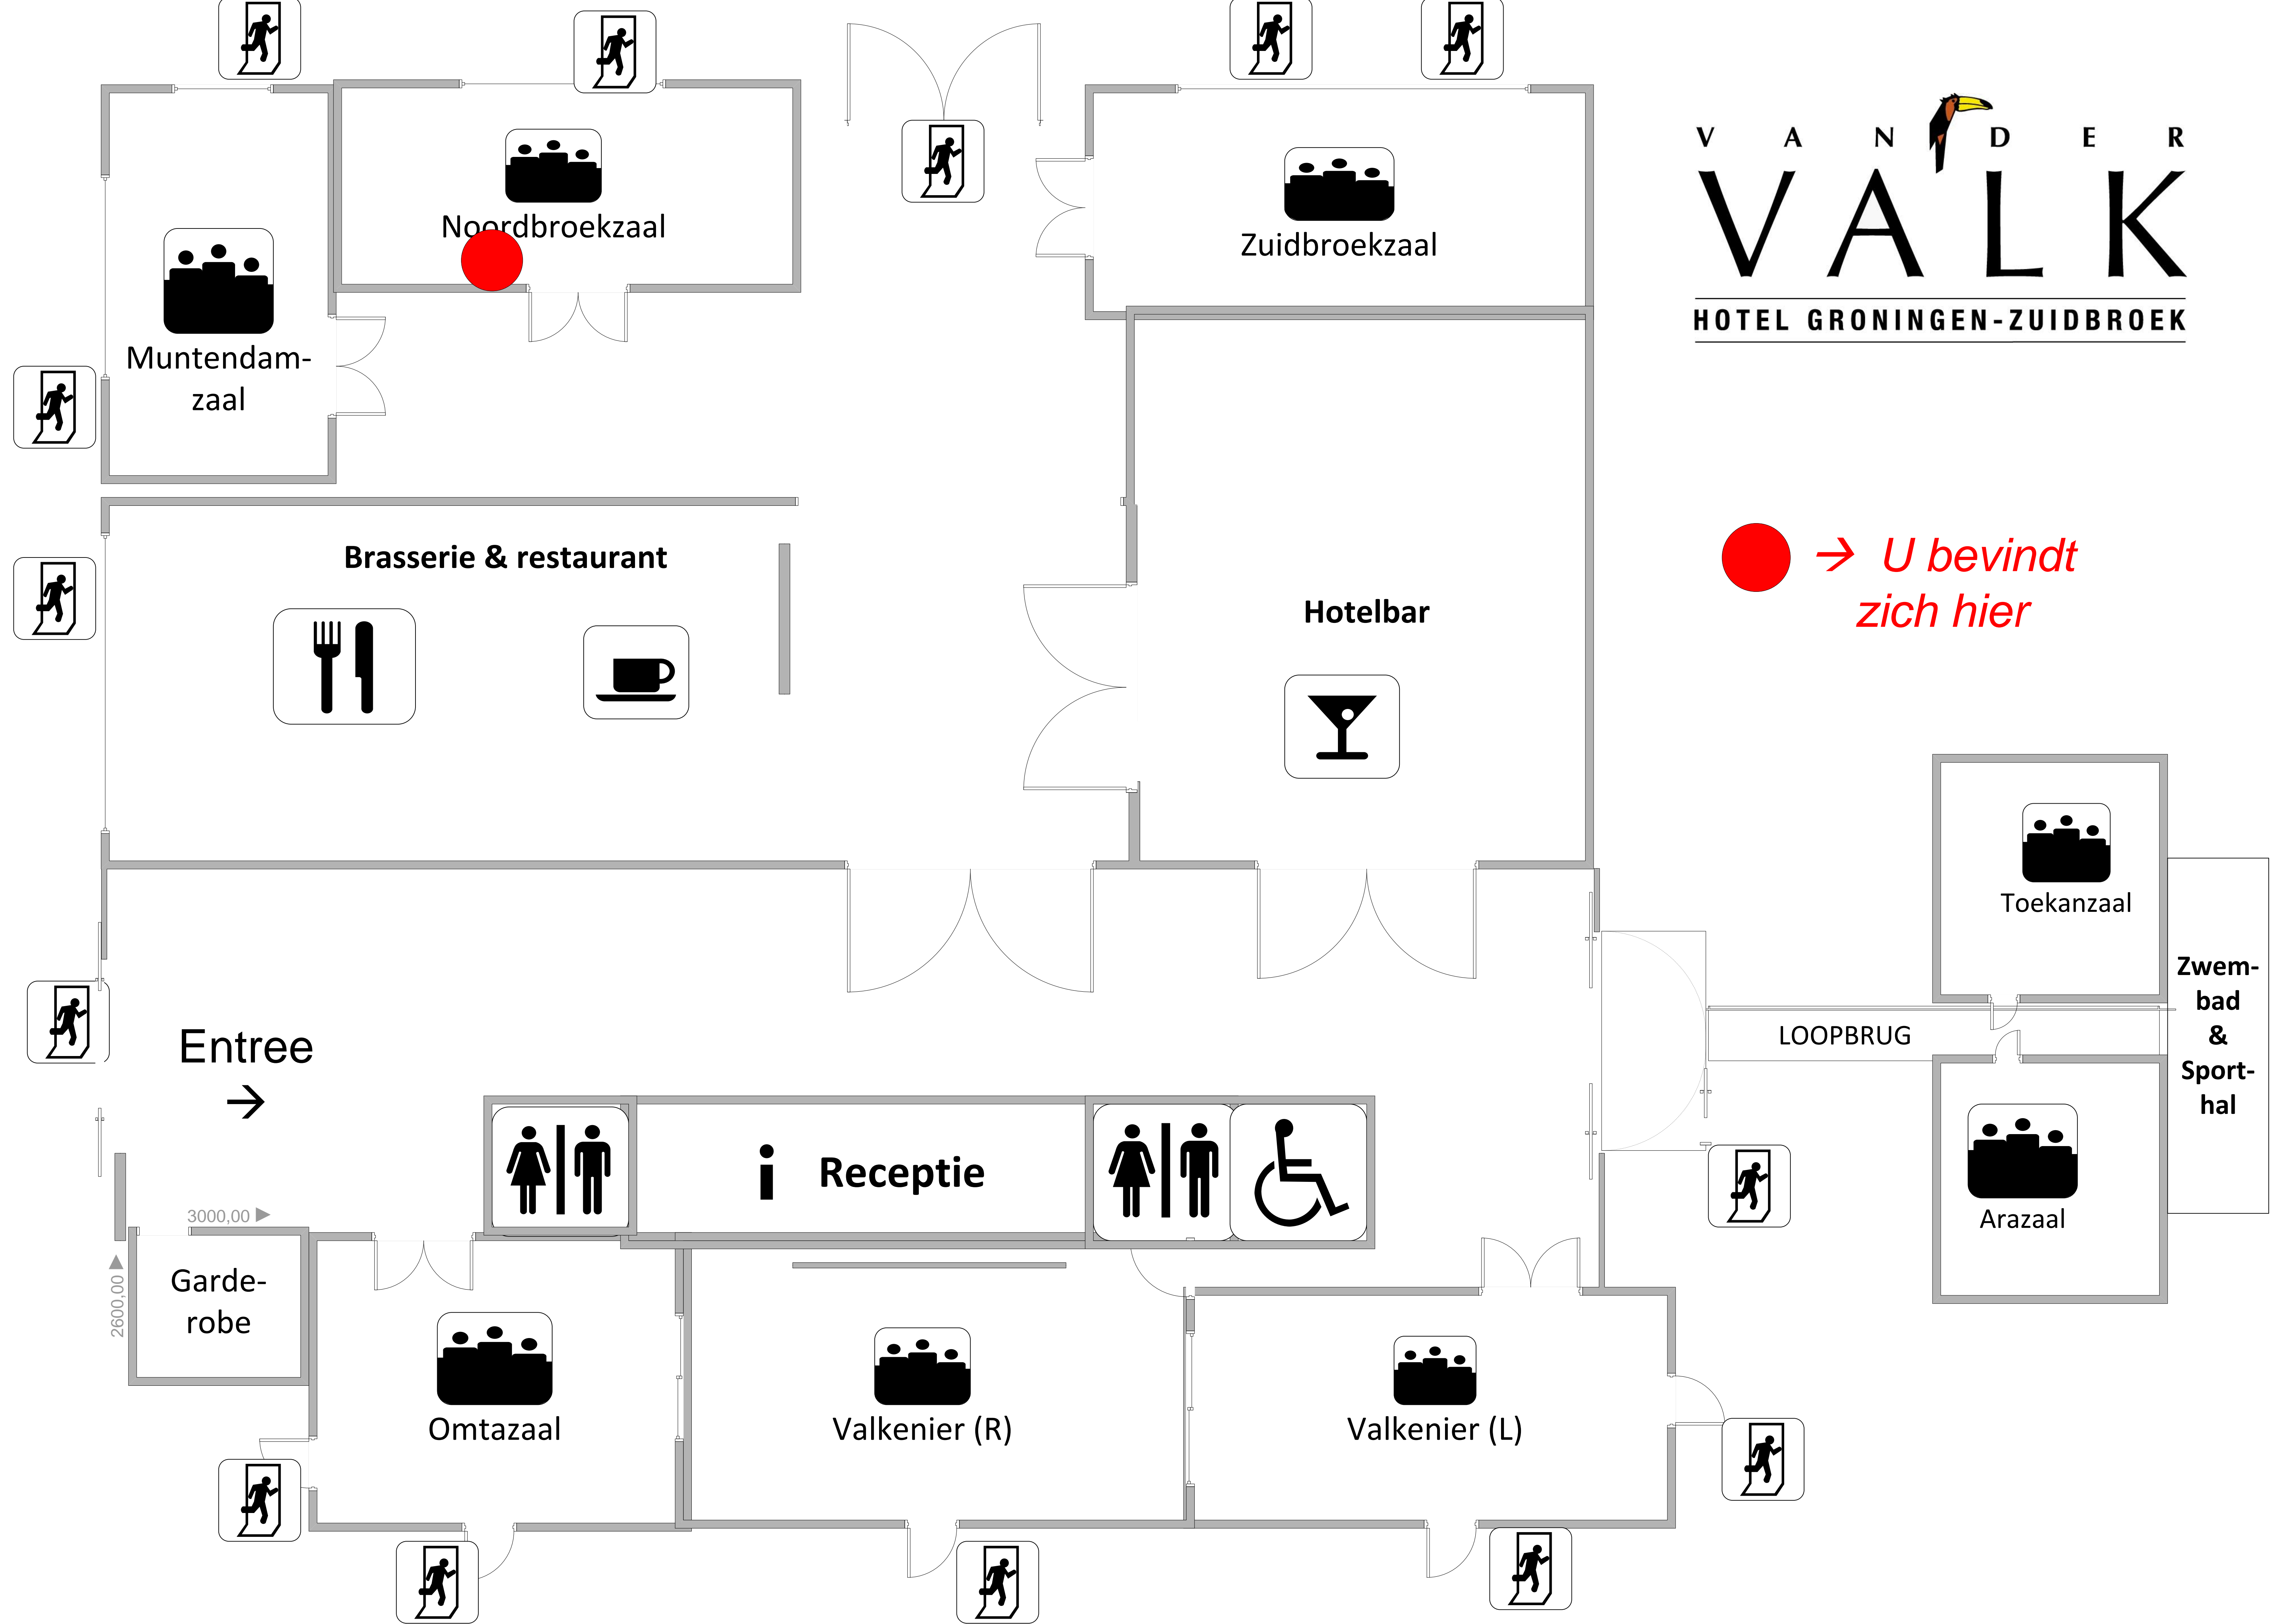 V A N D E R
VALK
HOTEL GRONINGEN-ZUIDBROEK
Noordbroekzaal
Zuidbroekzaal
Muntendam-
zaal
Brasserie & restaurant
Hotelbar
→ U bevindt
zich hier
Toekanzaal
Zwem-
bad
&
Sport-
hal
LOOPBRUG
Arazaal
Entree
→
i Receptie
3000,00
2600,00
Garde-
robe
Omtazaal
Valkenier (R)
Valkenier (L)